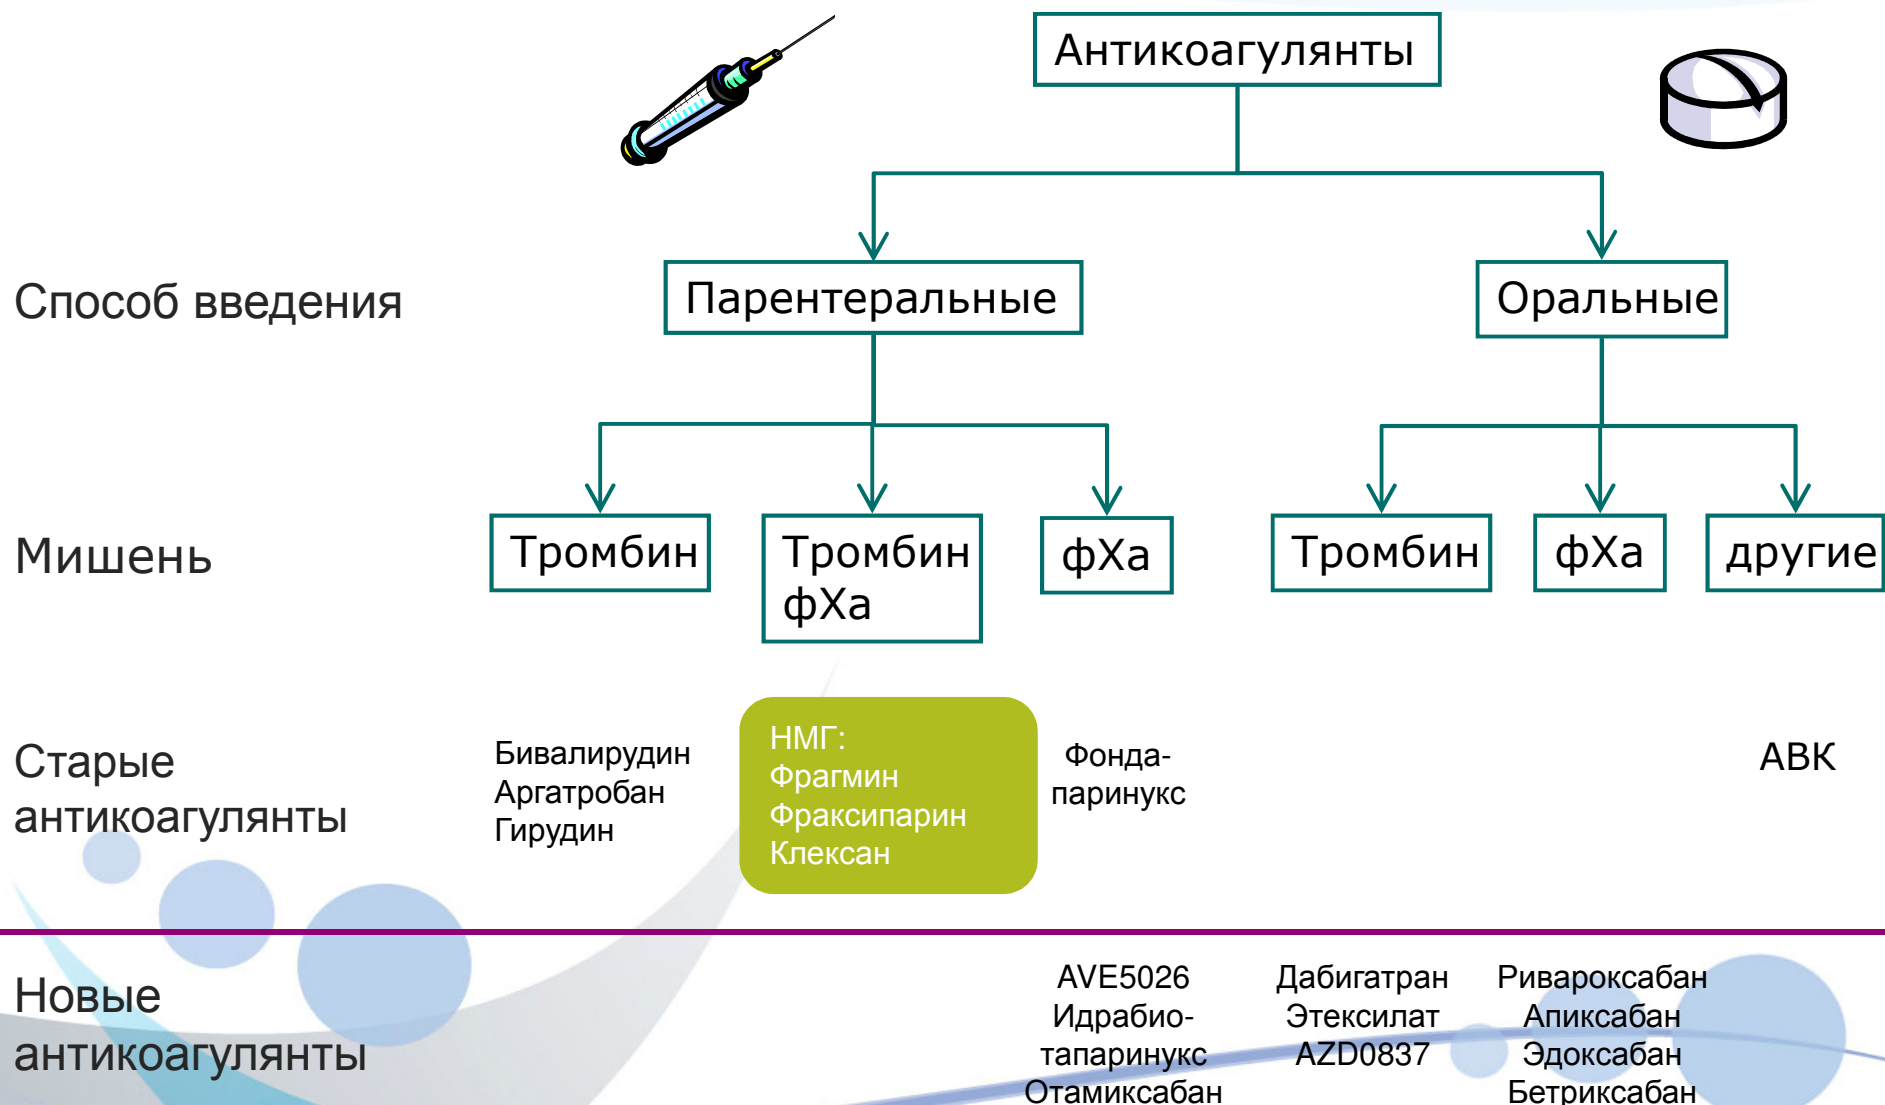 Антикоагулянты
Способ введения
Парентеральные
Оральные
Мишень
Тромбин
Тромбин
фХа
фХа
Тромбин
фХа
другие
Старые
антикоагулянты
Бивалирудин
Аргатробан
Гирудин
НМГ:
Фрагмин
Фраксипарин
Клексан
Фонда-
паринукс
АВК
Новые
антикоагулянты
AVE5026
Идрабио-
тапаринукс
Отамиксабан
Дабигатран
Этексилат
AZD0837
Ривароксабан
Апиксабан
Эдоксабан
Бетриксабан